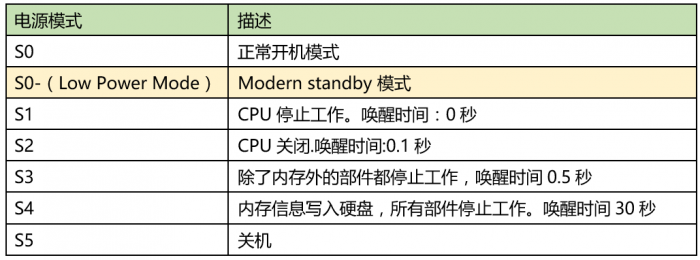 电源模式 描述
S0 正常开机模式
S0-（Low Power Mode） Modern standby 模式
S1 CPU 停止工作。唤醒时间：0 秒
S2 CPU 关闭.唤醒时间:0.1 秒
S3 除了内存外的部件都停止工作，唤醒时间 0.5 秒
S4 内存信息写入硬盘，所有部件停止工作。唤醒时间 30 秒
S5 关机